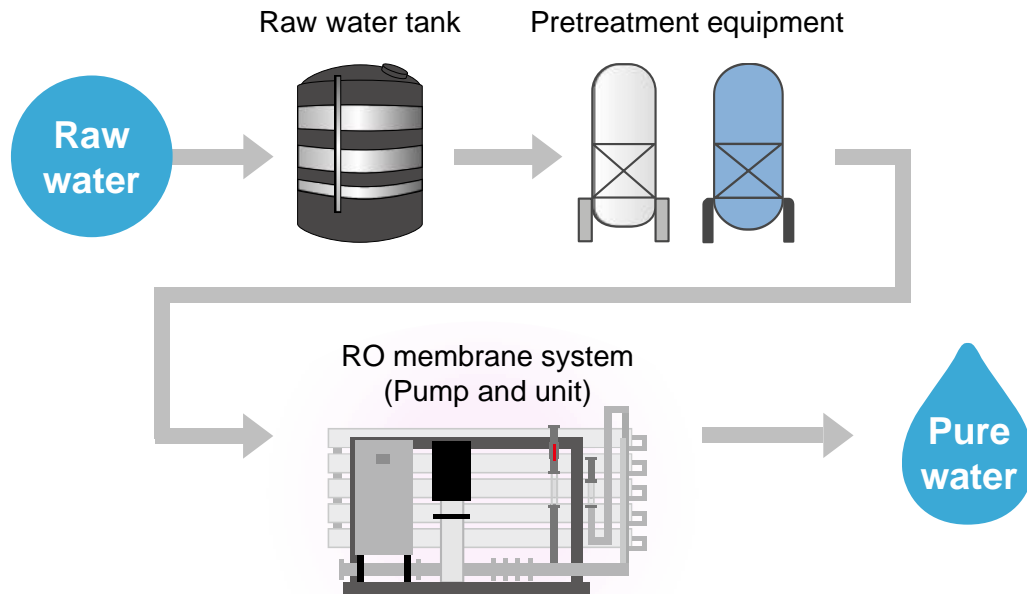 Raw water tank
Pretreatment equipment
Raw
water
RO membrane system
(Pump and unit)
Pure
water